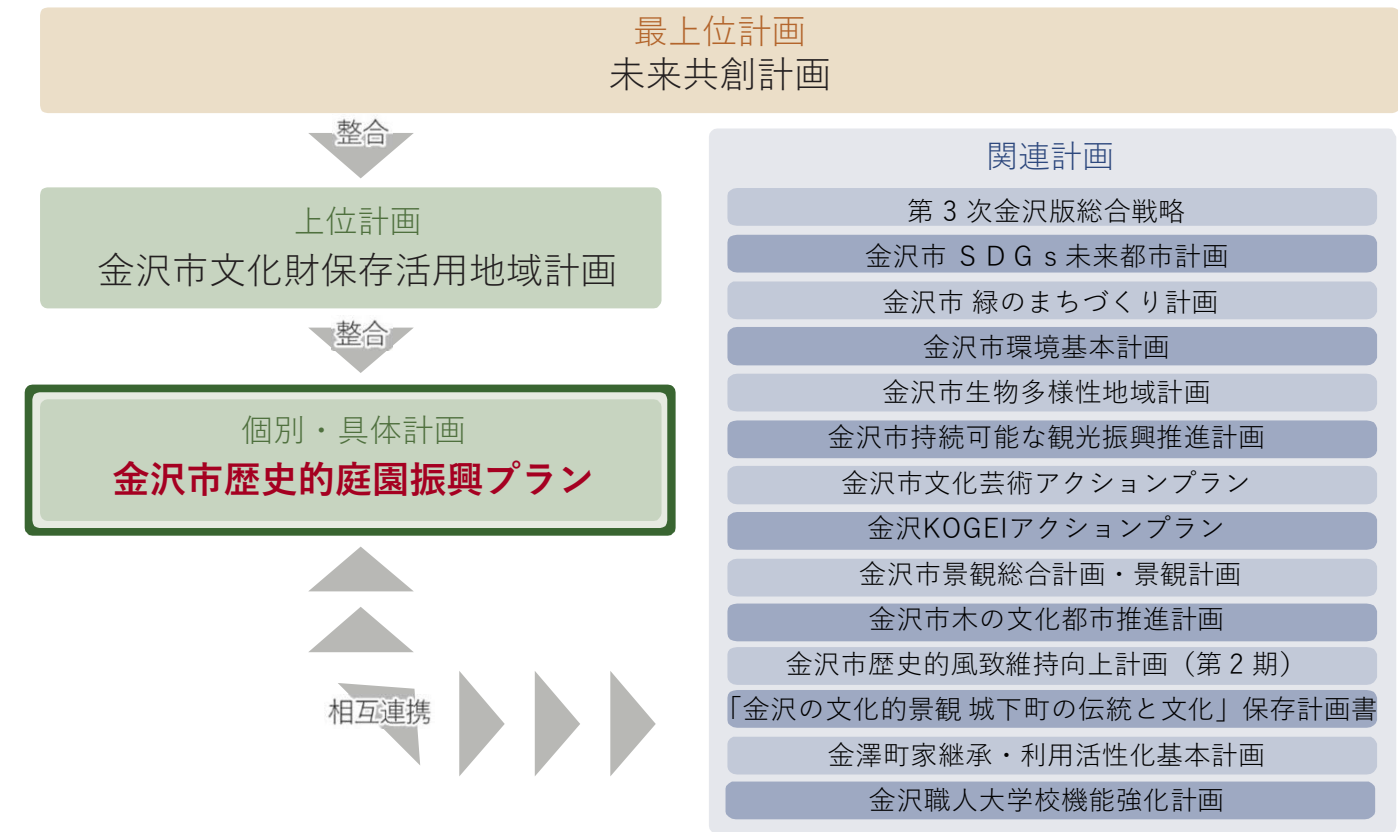 最上位計画
未来共創計画
整合
上位計画
金沢市文化財保存活用地域計画
整合
個別・具体計画
金沢市歴史的庭園振興プラン
相互連携
関連計画
第3次金沢版総合戦略
金沢市 SDGs未来都市計画
金沢市 緑のまちづくり計画
金沢市環境基本計画
金沢市生物多様性地域計画
金沢市持続可能な観光振興推進計画
金沢市文化芸術アクションプラン
金沢KOGEIアクションプラン
金沢市景観総合計画・景観計画
金沢市木の文化都市推進計画
金沢市歴史的風致維持向上計画（第2期）
「金沢の文化的景観 城下町の伝統と文化」保存計画書
金澤町家継承・利用活性化基本計画
金沢職人大学校機能強化計画